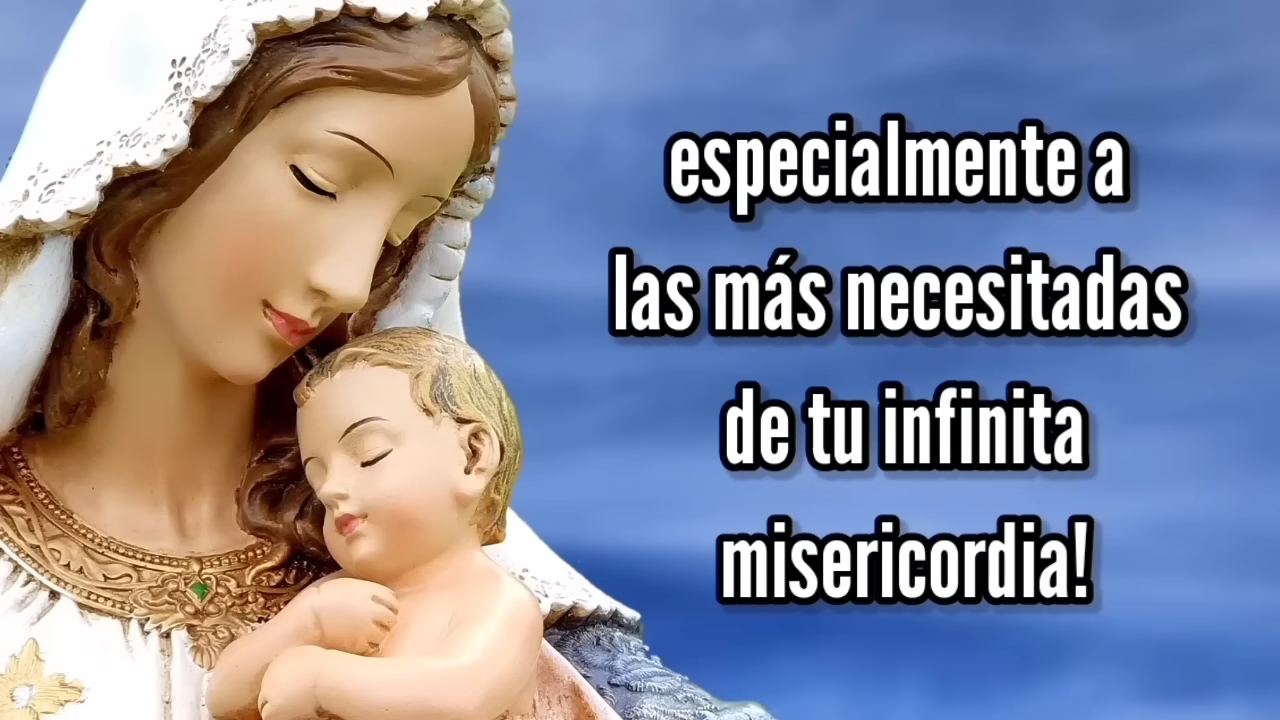 especialmente a
las más necesitadas
de tu infinita
misericordia!